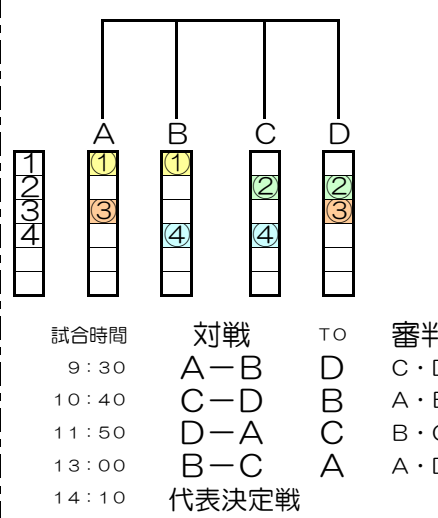 A B C D
1 ① ①
2 ② ②
3 ③ ③
4 ④ ④
試合時間 対戦 TO 審判
9：30 A－B D C・D
10：40 C－D B A・B
11：50 D－A C B・C
13：00 B－C A A・D
14：10 代表決定戦